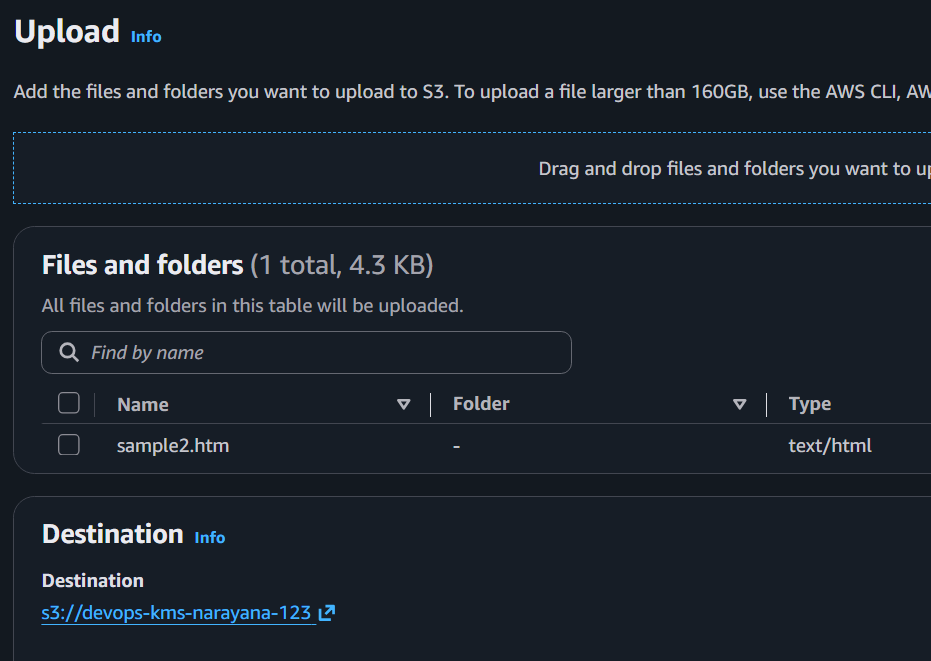 Upload Info
Add the files and folders you want to upload to S3. To upload a file larger than 160GB, use the AWS CLI, AW
Drag and drop files and folders you want to up
Files and folders (1 total, 4.3 KB)
All files and folders in this table will be uploaded.
Find by name
Name Folder Type
sample2.htm - text/html
Destination Info
Destination
s3://devops-kms-narayana-123